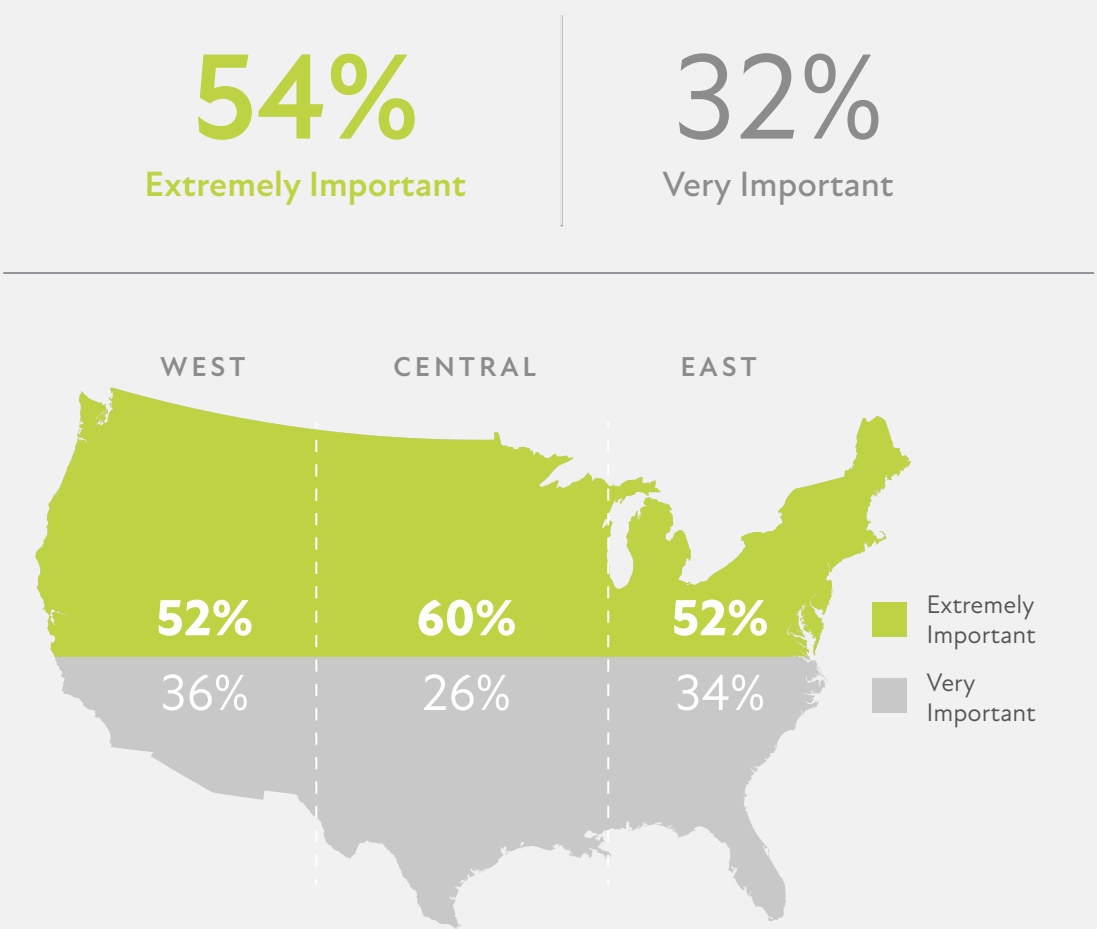 54%
Extremely Important
32%
Very Important
WEST
CENTRAL
EAST
52%
60%
52%
36%
26%
34%
Extremely
Important
Very
Important